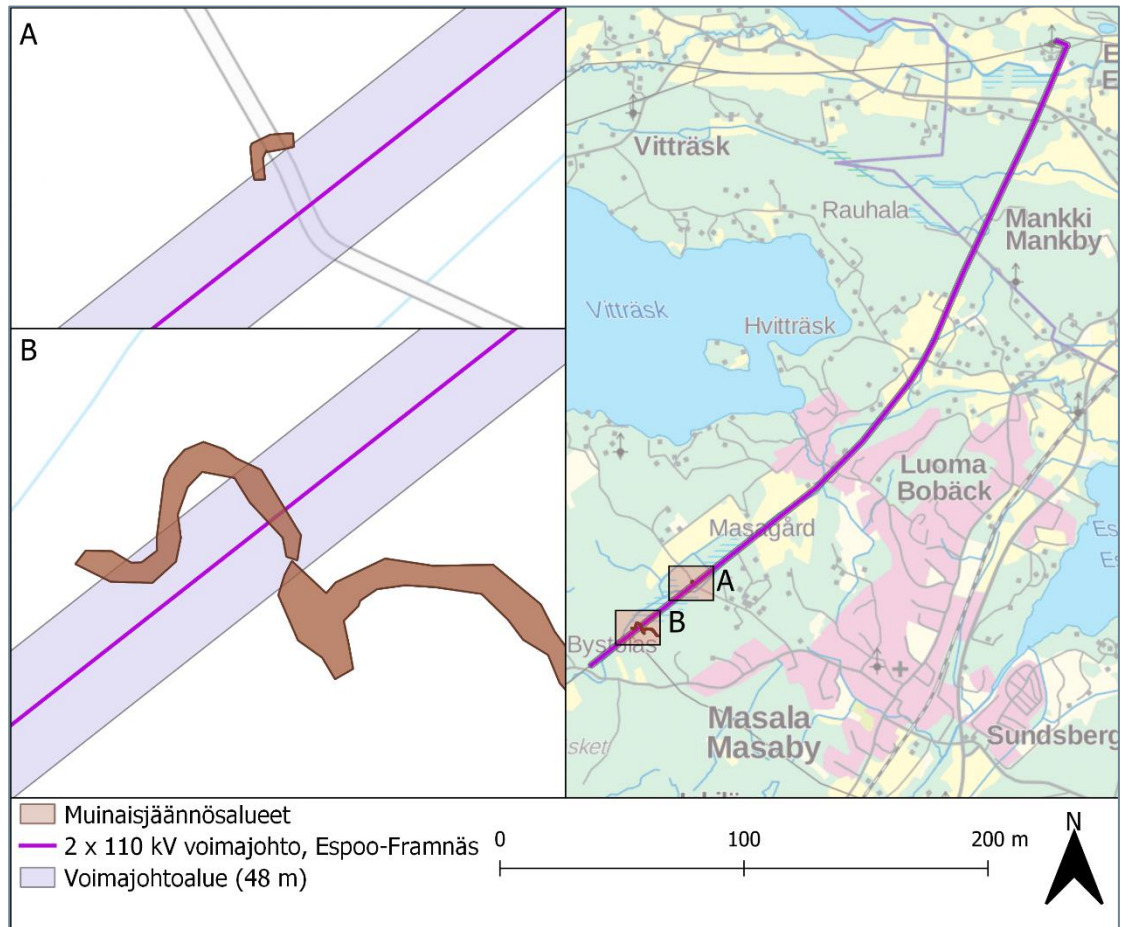 A
B
Vitträsk
Rauhala
Mankki
Mankby
Vitträsk
Hvitträsk
Luoma
Bobäck
Masagård
A
B
Masala
Masaby
Sundsberg
sket
Muinaisjäännösalueet
2 x 110 kV voimajohto, Espoo-Framnäs
Voimajohtoalue (48 m)
0 100 200 m
N